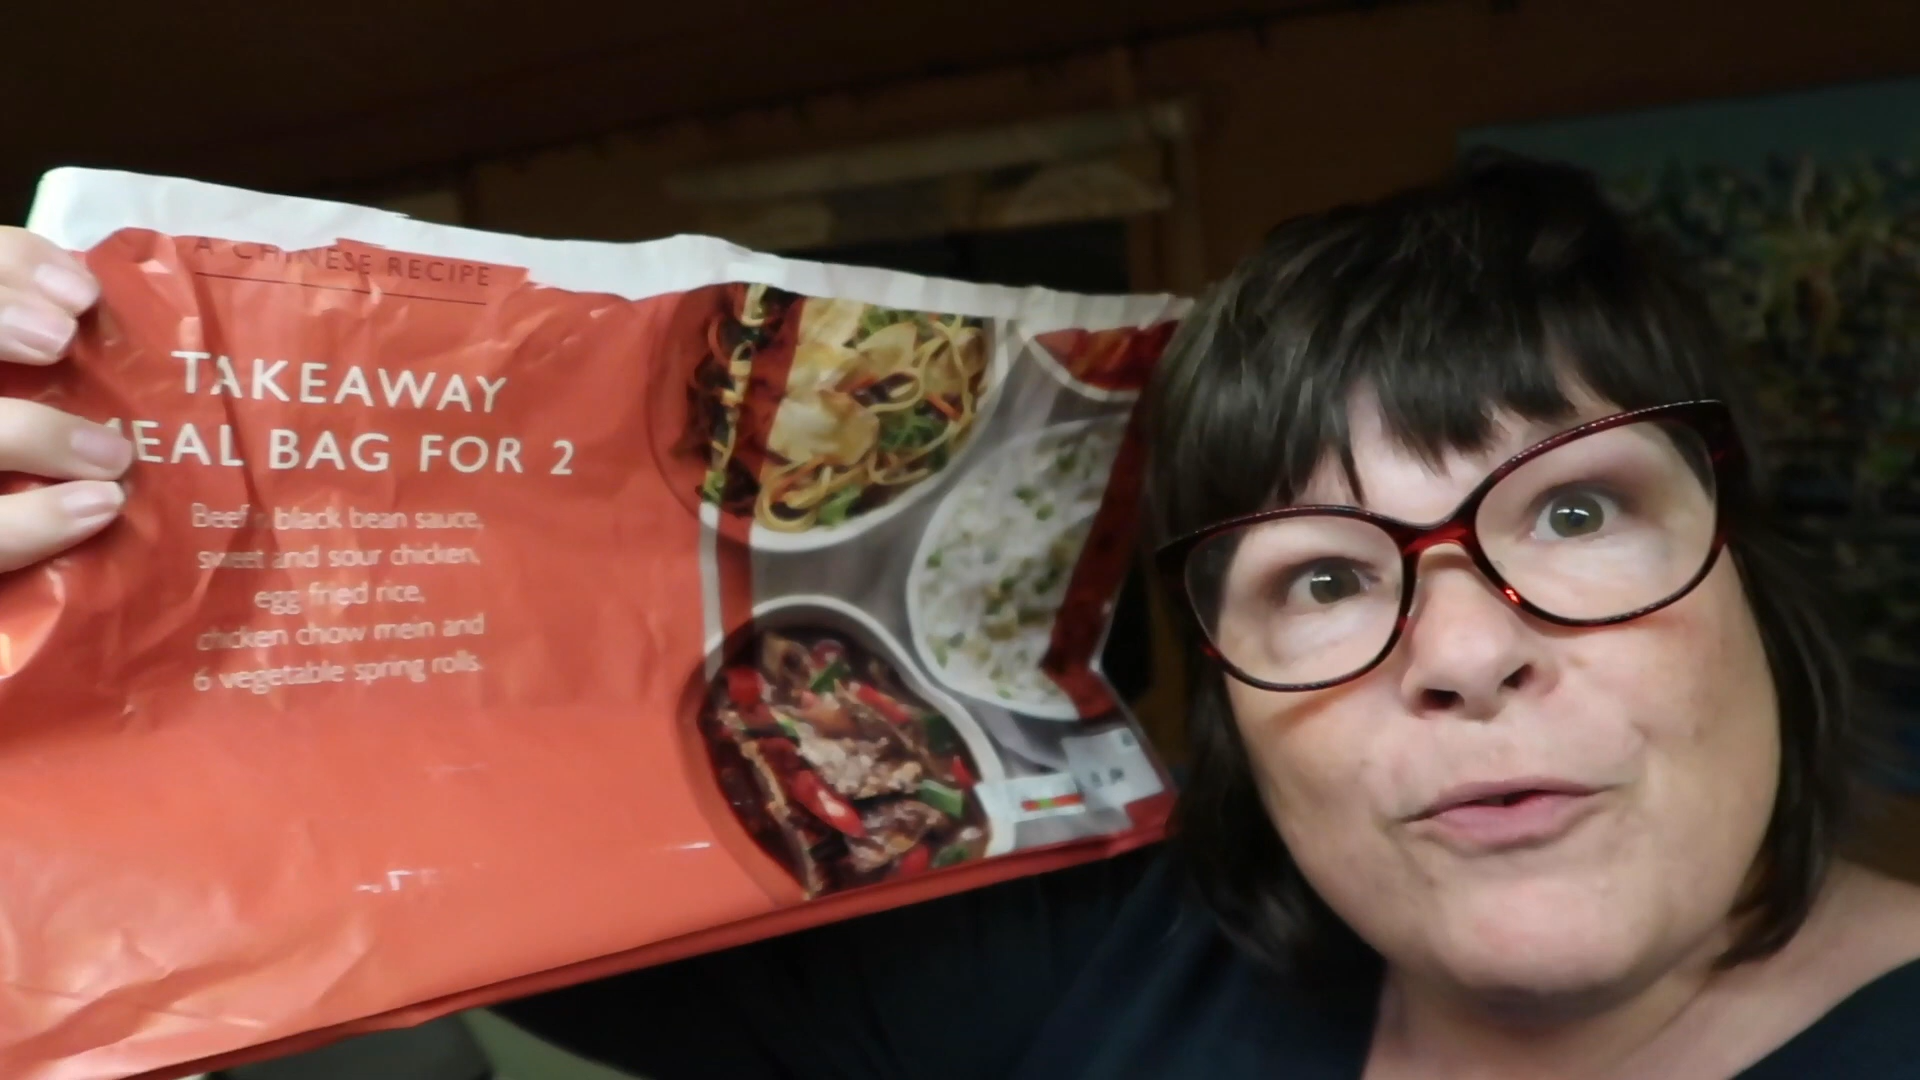 A CHINESE RECIPE
TAKEAWAY
MEAL BAG FOR 2
Beef black bean sauce,
sweet and sour chicken,
egg fried rice,
chicken chow mein and
6 vegetable spring rolls